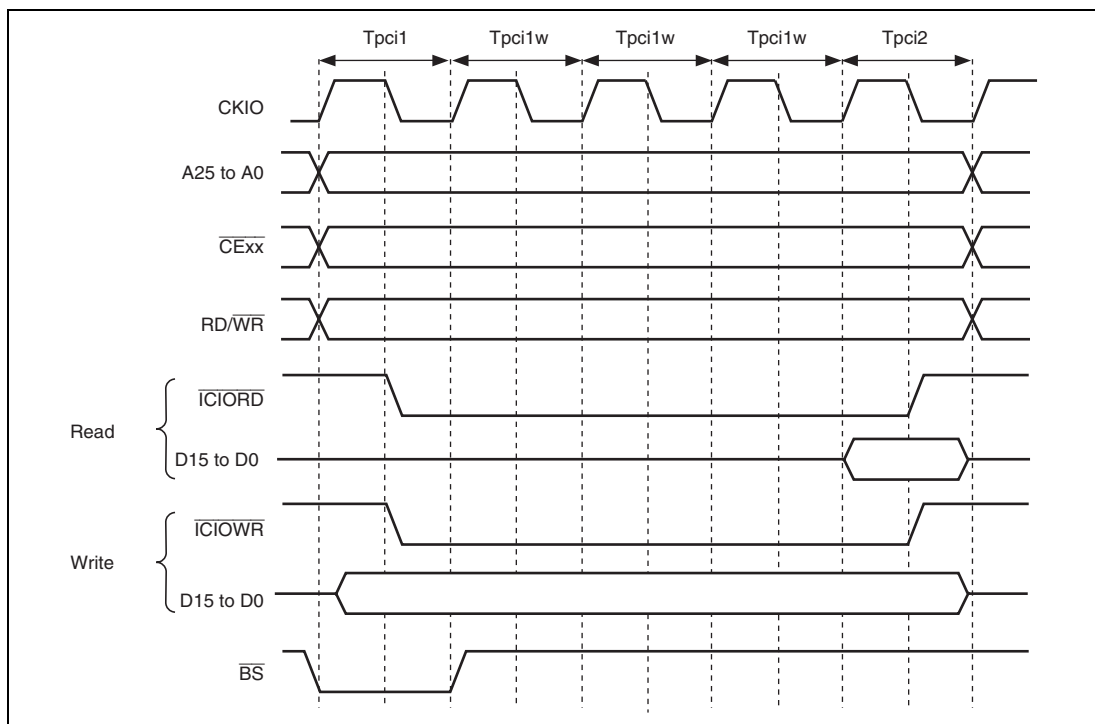 Tpci1 Tpci1w Tpci1w Tpci1w Tpci2
CKIO
A25 to A0
CExx
RD/WR
ICIORD
Read
D15 to D0
ICIOWR
Write
D15 to D0
BS